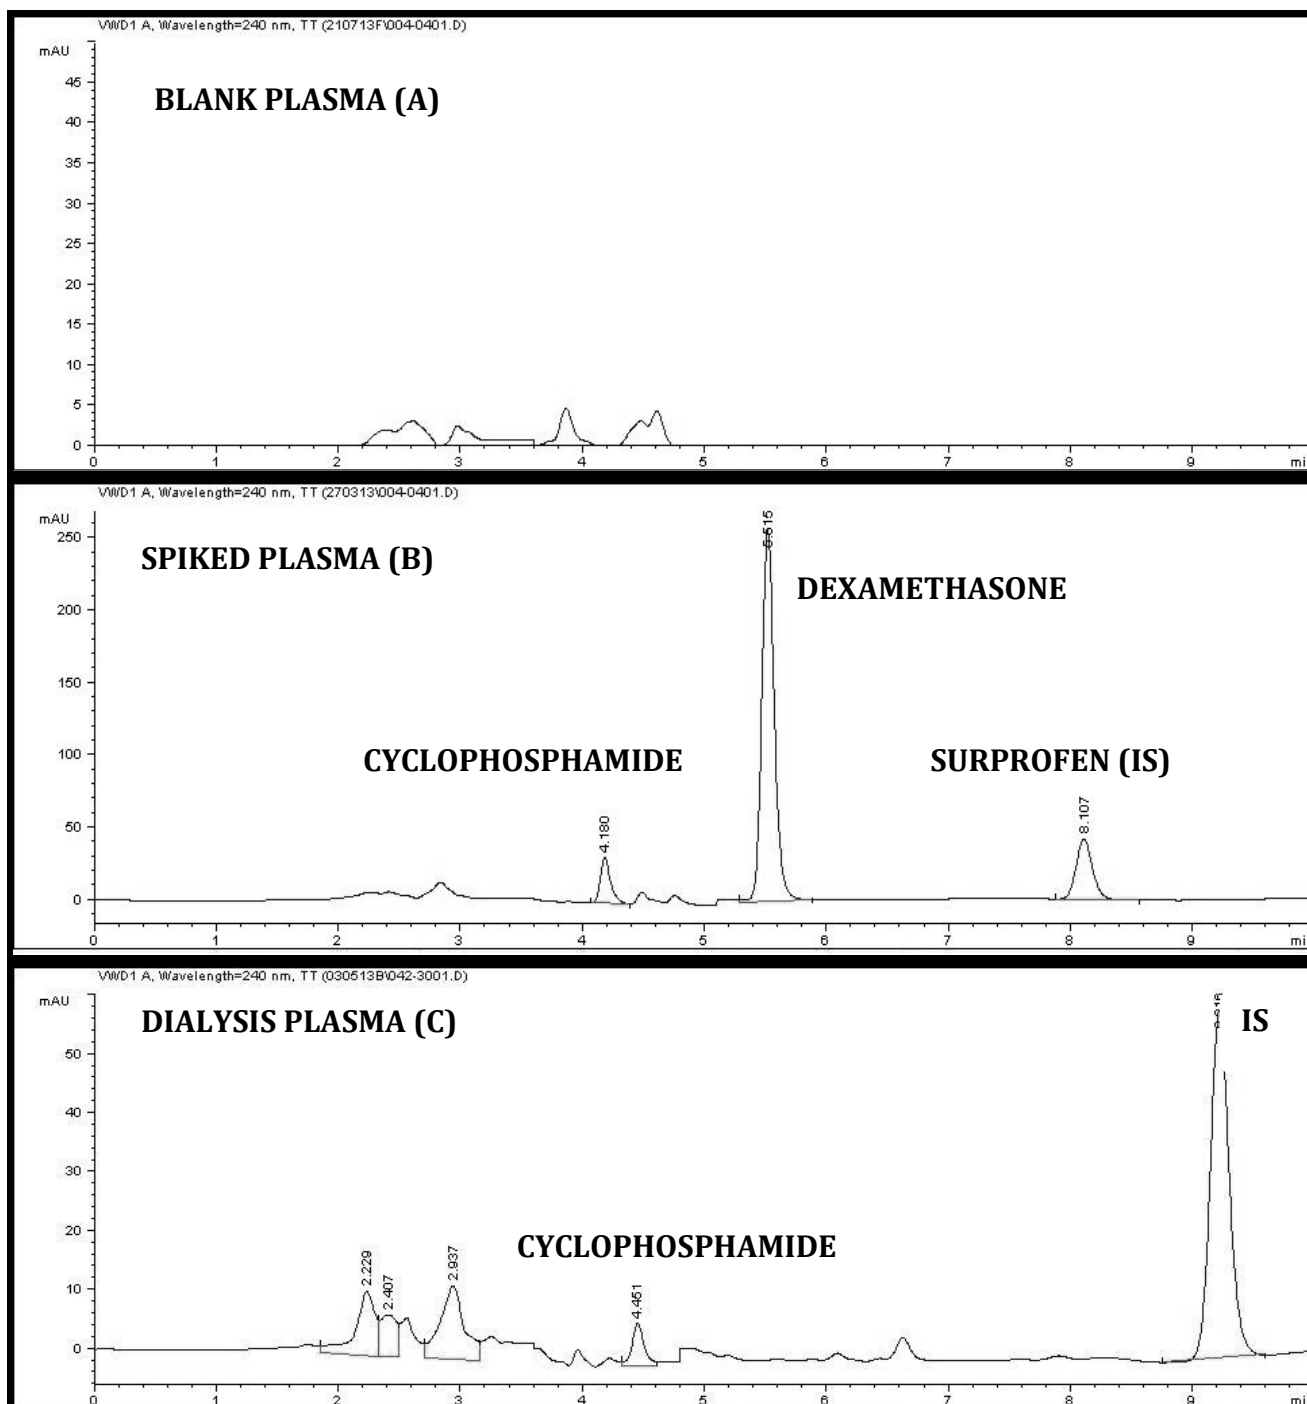 VWD1 A, Wavelength=240 nm, TT (210713F\004-0401.D)
mAU
BLANK PLASMA (A)
45
40
35
30
25
20
15
10
5
0
0 1 2 3 4 5 6 7 8 9 mi
VWD1 A, Wavelength=240 nm, TT (270313\004-0401.D)
mAU
5.515
250
SPIKED PLASMA (B)
DEXAMETHASONE
200
150
100
CYCLOPHOSPHAMIDE SURPROFEN (IS)
4.180
8.107
50
0
0 1 2 3 4 5 6 7 8 9 mi
VWD1 A, Wavelength=240 nm, TT (030513B\042-3001.D)
mAU
DIALYSIS PLASMA (C) IS
50
40
30
20
CYCLOPHOSPHAMIDE
2.229
2.407
2.937
4.451
10
0
0 1 2 3 4 5 6 7 8 9 mi